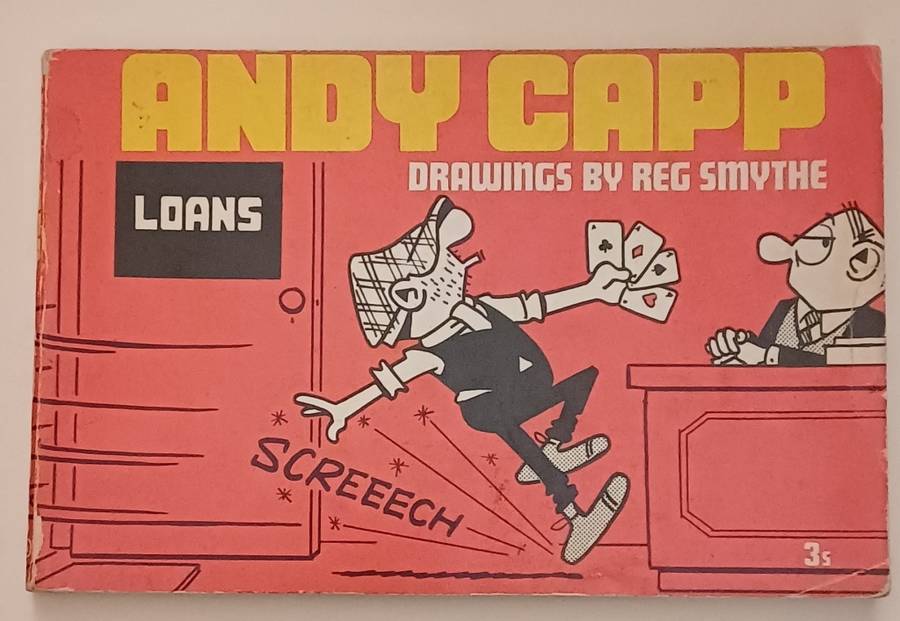 ANDY CAPP
DRAWINGS BY REG SMYTHE
LOANS
SCREEECH
3s